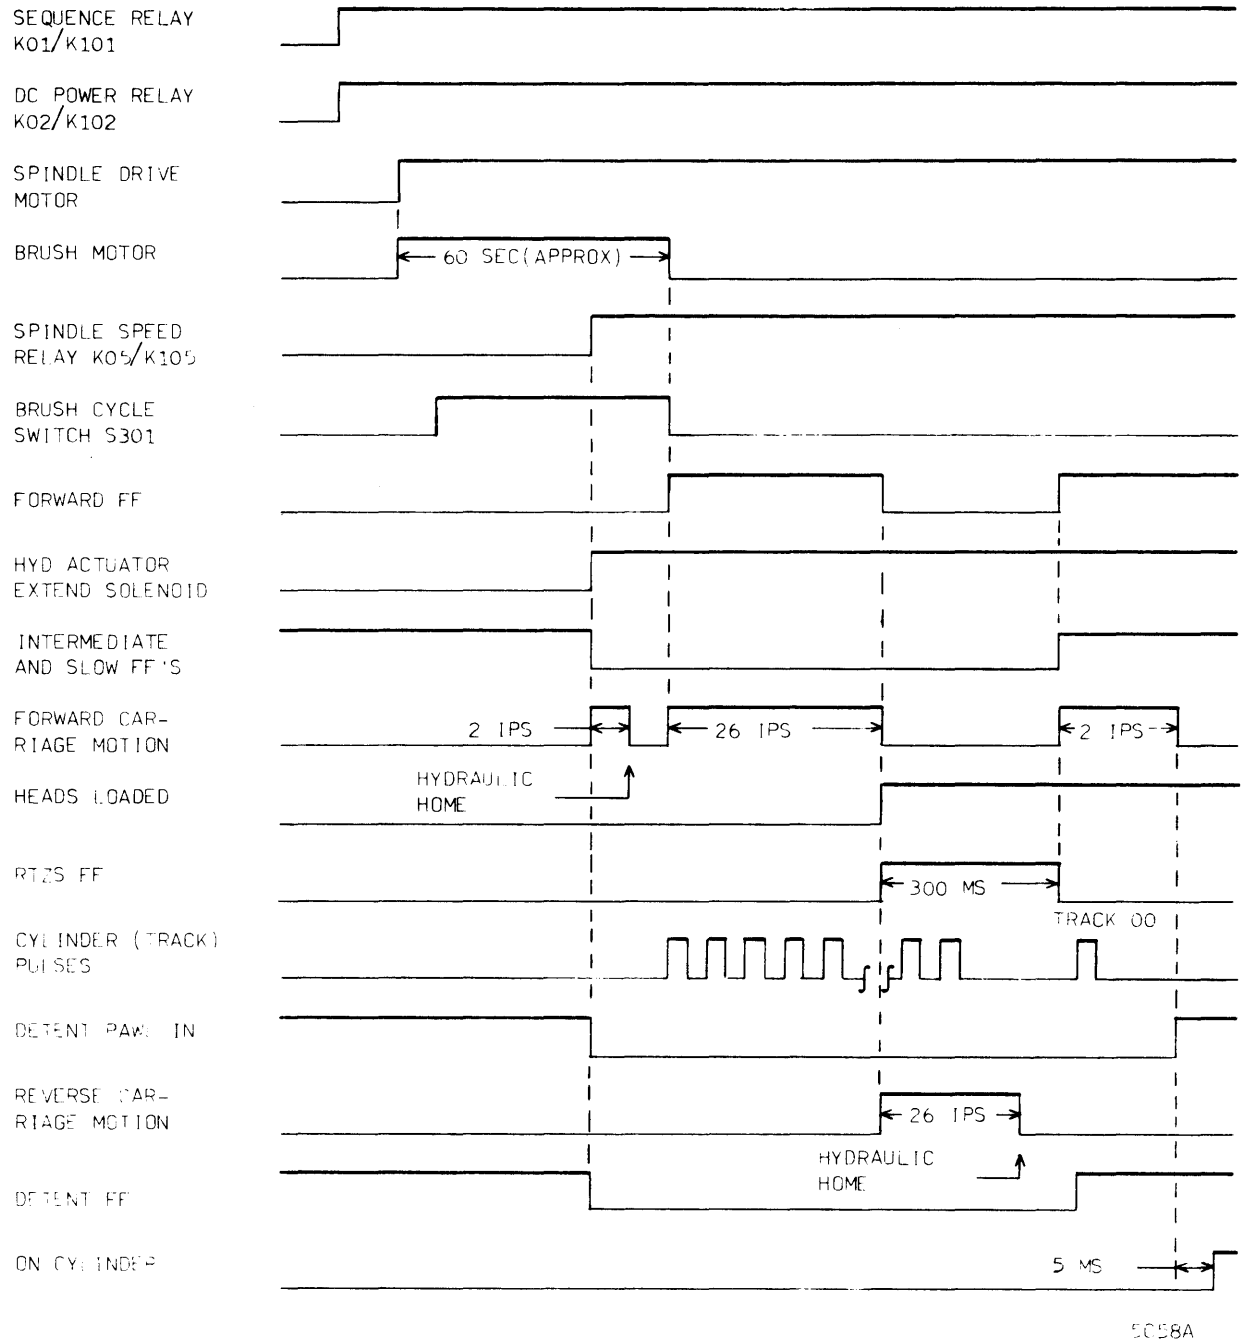 SEQUENCE RELAY
K01/K101
DC POWER RELAY
K02/K102
SPINDLE DRIVE
MOTOR
BRUSH MOTOR
60 SEC(APPROX)
SPINDLE SPEED
RELAY K05/K105
BRUSH CYCLE
SWITCH S301
FORWARD FF
HYD ACTUATOR
EXTEND SOLENOID
INTERMEDIATE
AND SLOW FF'S
FORWARD CAR-
RIAGE MOTION
2 IPS
26 IPS
2 IPS
HYDRAULIC
HOME
HEADS LOADED
RTZS FF
300 MS
TRACK 00
CYLINDER (TRACK)
PULSES
DETENT PAWL IN
REVERSE CAR-
RIAGE MOTION
26 IPS
HYDRAULIC
HOME
DETENT FF
ON CYLINDER
5 MS
5C58A